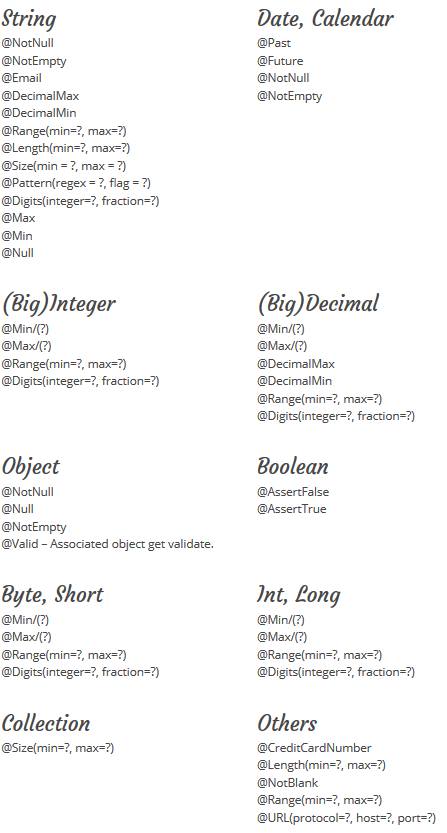 String
@NotNull
@NotEmpty
@Email
@DecimalMax
@DecimalMin
@Range(min=?, max=?)
@Length(min=?, max=?)
@Size(min = ?, max = ?)
@Pattern(regex = ?, flag = ?)
@Digits(integer=?, fraction=?)
@Max
@Min
@Null
Date, Calendar
@Past
@Future
@NotNull
@NotEmpty
(Big)Integer
@Min/(?)
@Max/(?)
@Range(min=?, max=?)
@Digits(integer=?, fraction=?)
(Big)Decimal
@Min/(?)
@Max/(?)
@DecimalMax
@DecimalMin
@Range(min=?, max=?)
@Digits(integer=?, fraction=?)
Object
@NotNull
@Null
@NotEmpty
@Valid – Associated object get validate.
Boolean
@AssertFalse
@AssertTrue
Byte, Short
@Min/(?)
@Max/(?)
@Range(min=?, max=?)
@Digits(integer=?, fraction=?)
Int, Long
@Min/(?)
@Max/(?)
@Range(min=?, max=?)
@Digits(integer=?, fraction=?)
Collection
@Size(min=?, max=?)
Others
@CreditCardNumber
@Length(min=?, max=?)
@NotBlank
@Range(min=?, max=?)
@URL(protocol=?, host=?, port=?)